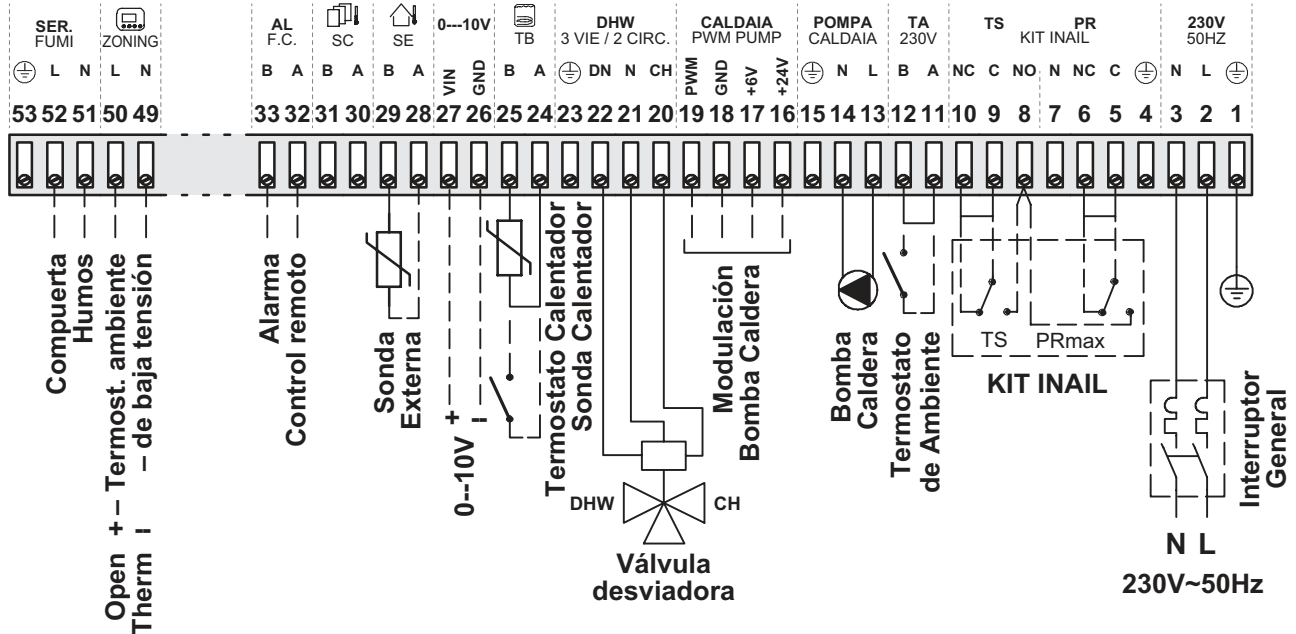 SER.
FUMI
ZONING
AL
F.C.
SC
SE
0---10V
TB
DHW
3 VIE / 2 CIRC.
CALDAIA
PWM PUMP
POMPA
CALDAIA
TA
230V
TS PR
KIT INAIL
230V
50HZ
L N L N B A B A B A VIN GND B A DN N CH PWM GND +6V +24V N L B A NC C NO N NC C N L
53 52 51 50 49 33 32 31 30 29 28 27 26 25 24 23 22 21 20 19 18 17 16 15 14 13 12 11 10 9 8 7 6 5 4 3 2 1
Compuerta
Humos
Open + – Termost. ambiente
Therm – – de baja tensión
Alarma
Control remoto
Sonda
Externa
0--10V + –
Termostato Calentador
Sonda Calentador
DHW
CH
Válvula
desviadora
Modulación
Bomba Caldera
Bomba
Caldera
Termostato
de Ambiente
TS PRmax
KIT INAIL
Interruptor
General
N L
230V~50Hz